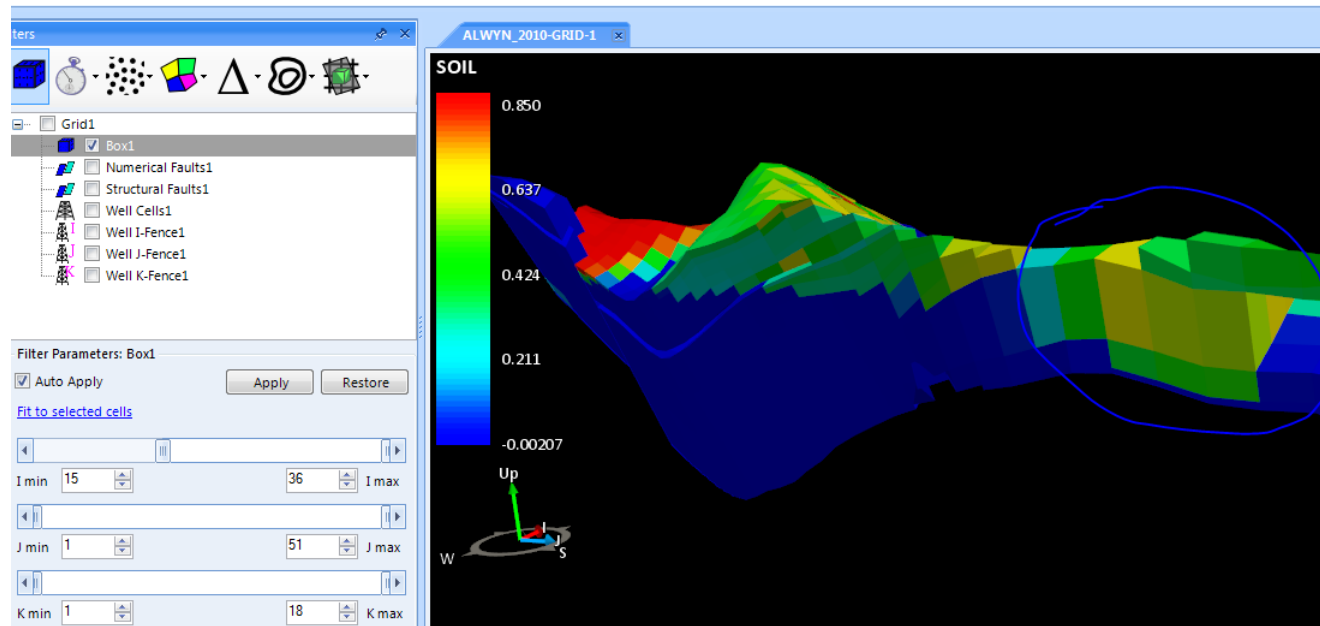 ters
ALWYN_2010-GRID-1
Grid1
Box1
Numerical Faults1
Structural Faults1
Well Cells1
I Well I-Fence1
J Well J-Fence1
K Well K-Fence1
Filter Parameters: Box1
Auto Apply Apply Restore
Fit to selected cells
I min 15 36 I max
J min 1 51 J max
K min 1 18 K max
SOIL
0.850
0.637
0.424
0.211
-0.00207
Up
I
J
W S